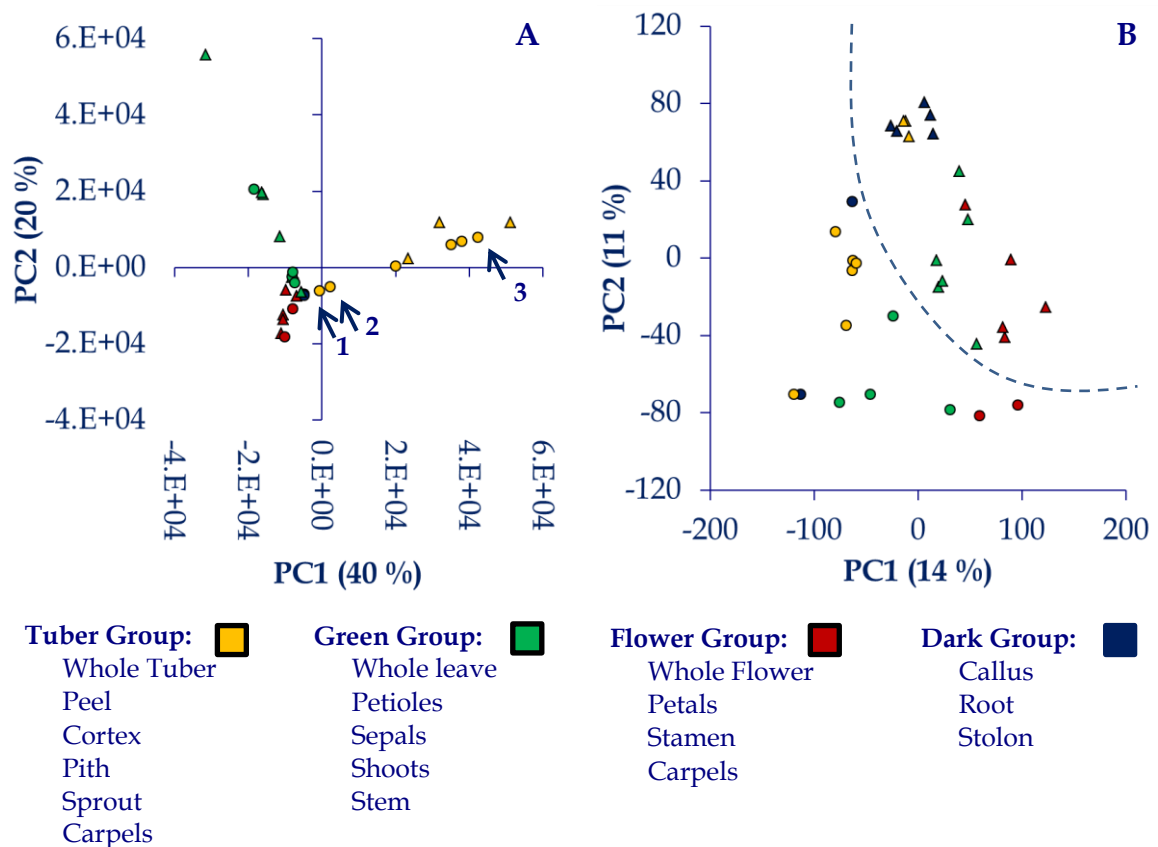 A
6.E+04
4.E+04
2.E+04
0.E+00
-2.E+04
-4.E+04
PC2 (20 %)
1
2
3
-4.E+04
-2.E+04
0.E+00
2.E+04
4.E+04
6.E+04
PC1 (40 %)
B
120
80
40
0
-40
-80
-120
PC2 (11 %)
-200
-100
0
100
200
PC1 (14 %)
Tuber Group:
Whole Tuber
Peel
Cortex
Pith
Sprout
Carpels
Green Group:
Whole leave
Petioles
Sepals
Shoots
Stem
Flower Group:
Whole Flower
Petals
Stamen
Carpels
Dark Group:
Callus
Root
Stolon